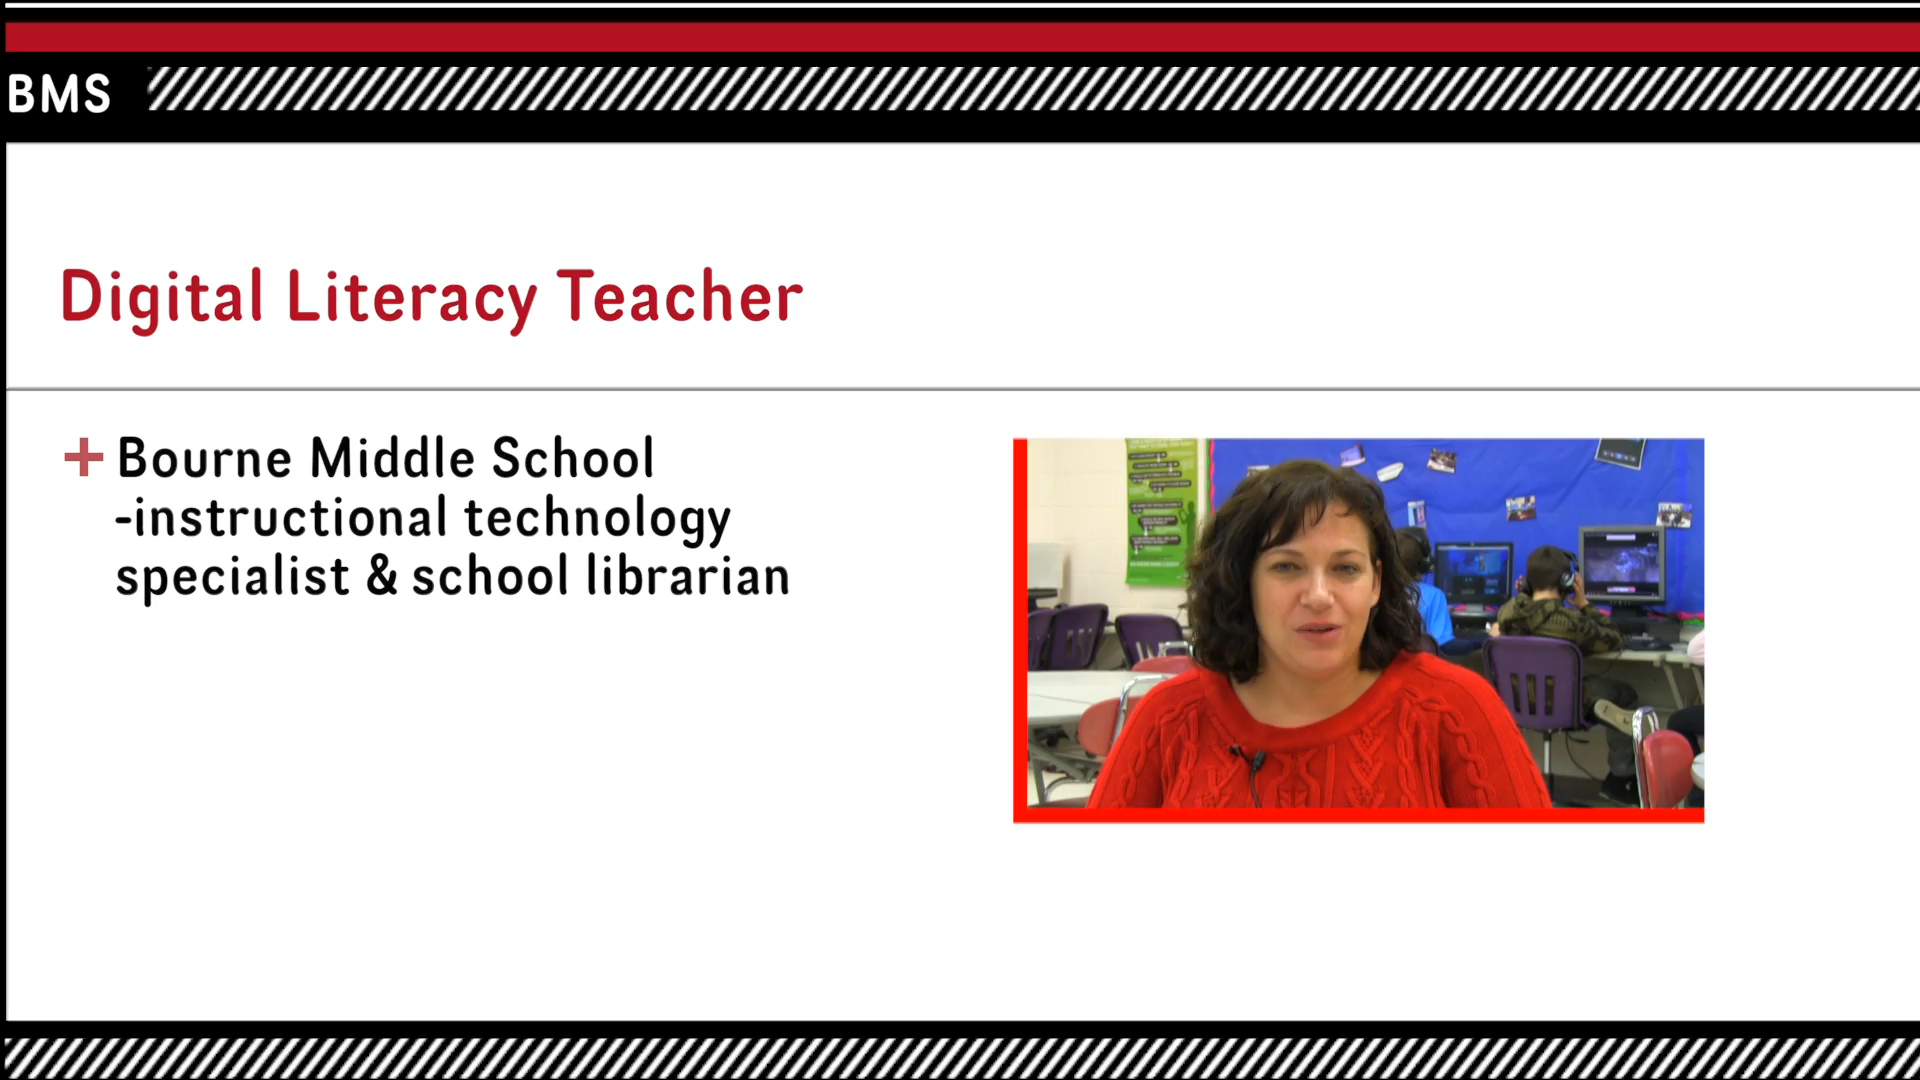 BMS
Digital Literacy Teacher
+ Bourne Middle School
-instructional technology
specialist & school librarian